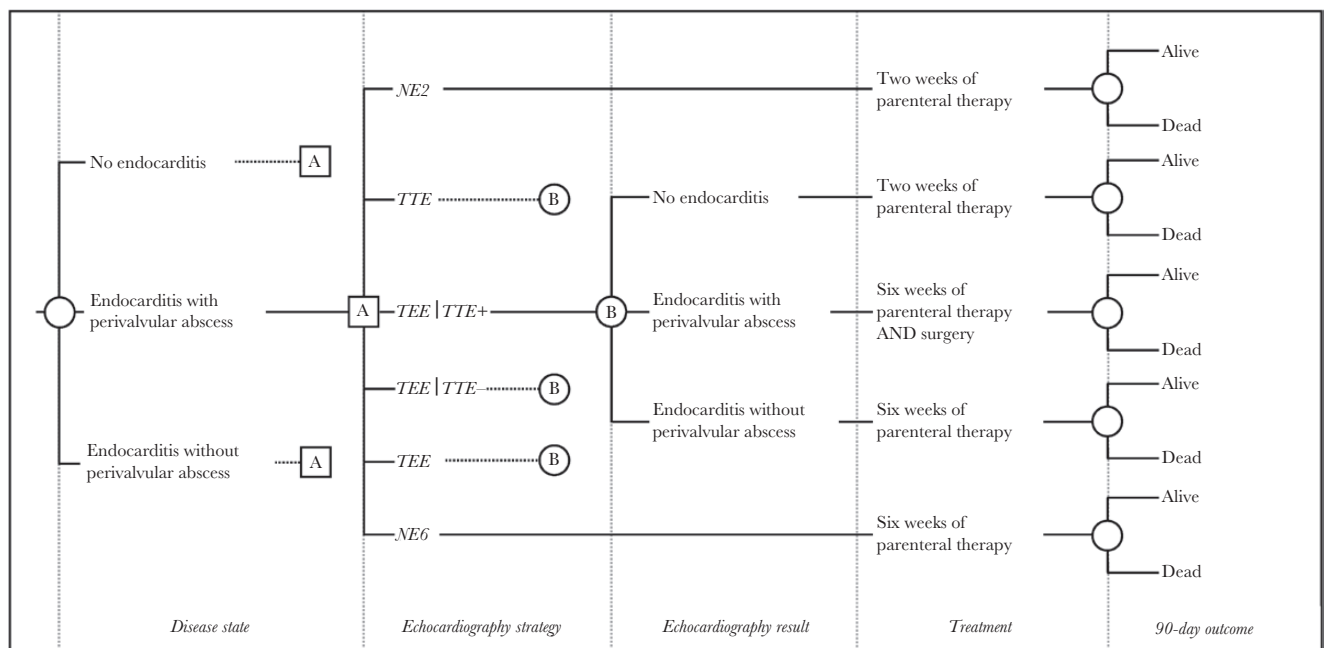 Alive
NE2
Two weeks of
parenteral therapy
Dead
No endocarditis
A
Alive
TTE
B
No endocarditis
Two weeks of
parenteral therapy
Dead
Endocarditis with
perivalvular abscess
A
TEE | TTE+
B
Endocarditis with
perivalvular abscess
Six weeks of
parenteral therapy
AND surgery
Alive
Dead
TEE | TTE–
B
Endocarditis without
perivalvular abscess
Six weeks of
parenteral therapy
Alive
Dead
Endocarditis without
perivalvular abscess
A
TEE
B
Alive
NE6
Six weeks of
parenteral therapy
Dead
Disease state
Echocardiography strategy
Echocardiography result
Treatment
90-day outcome